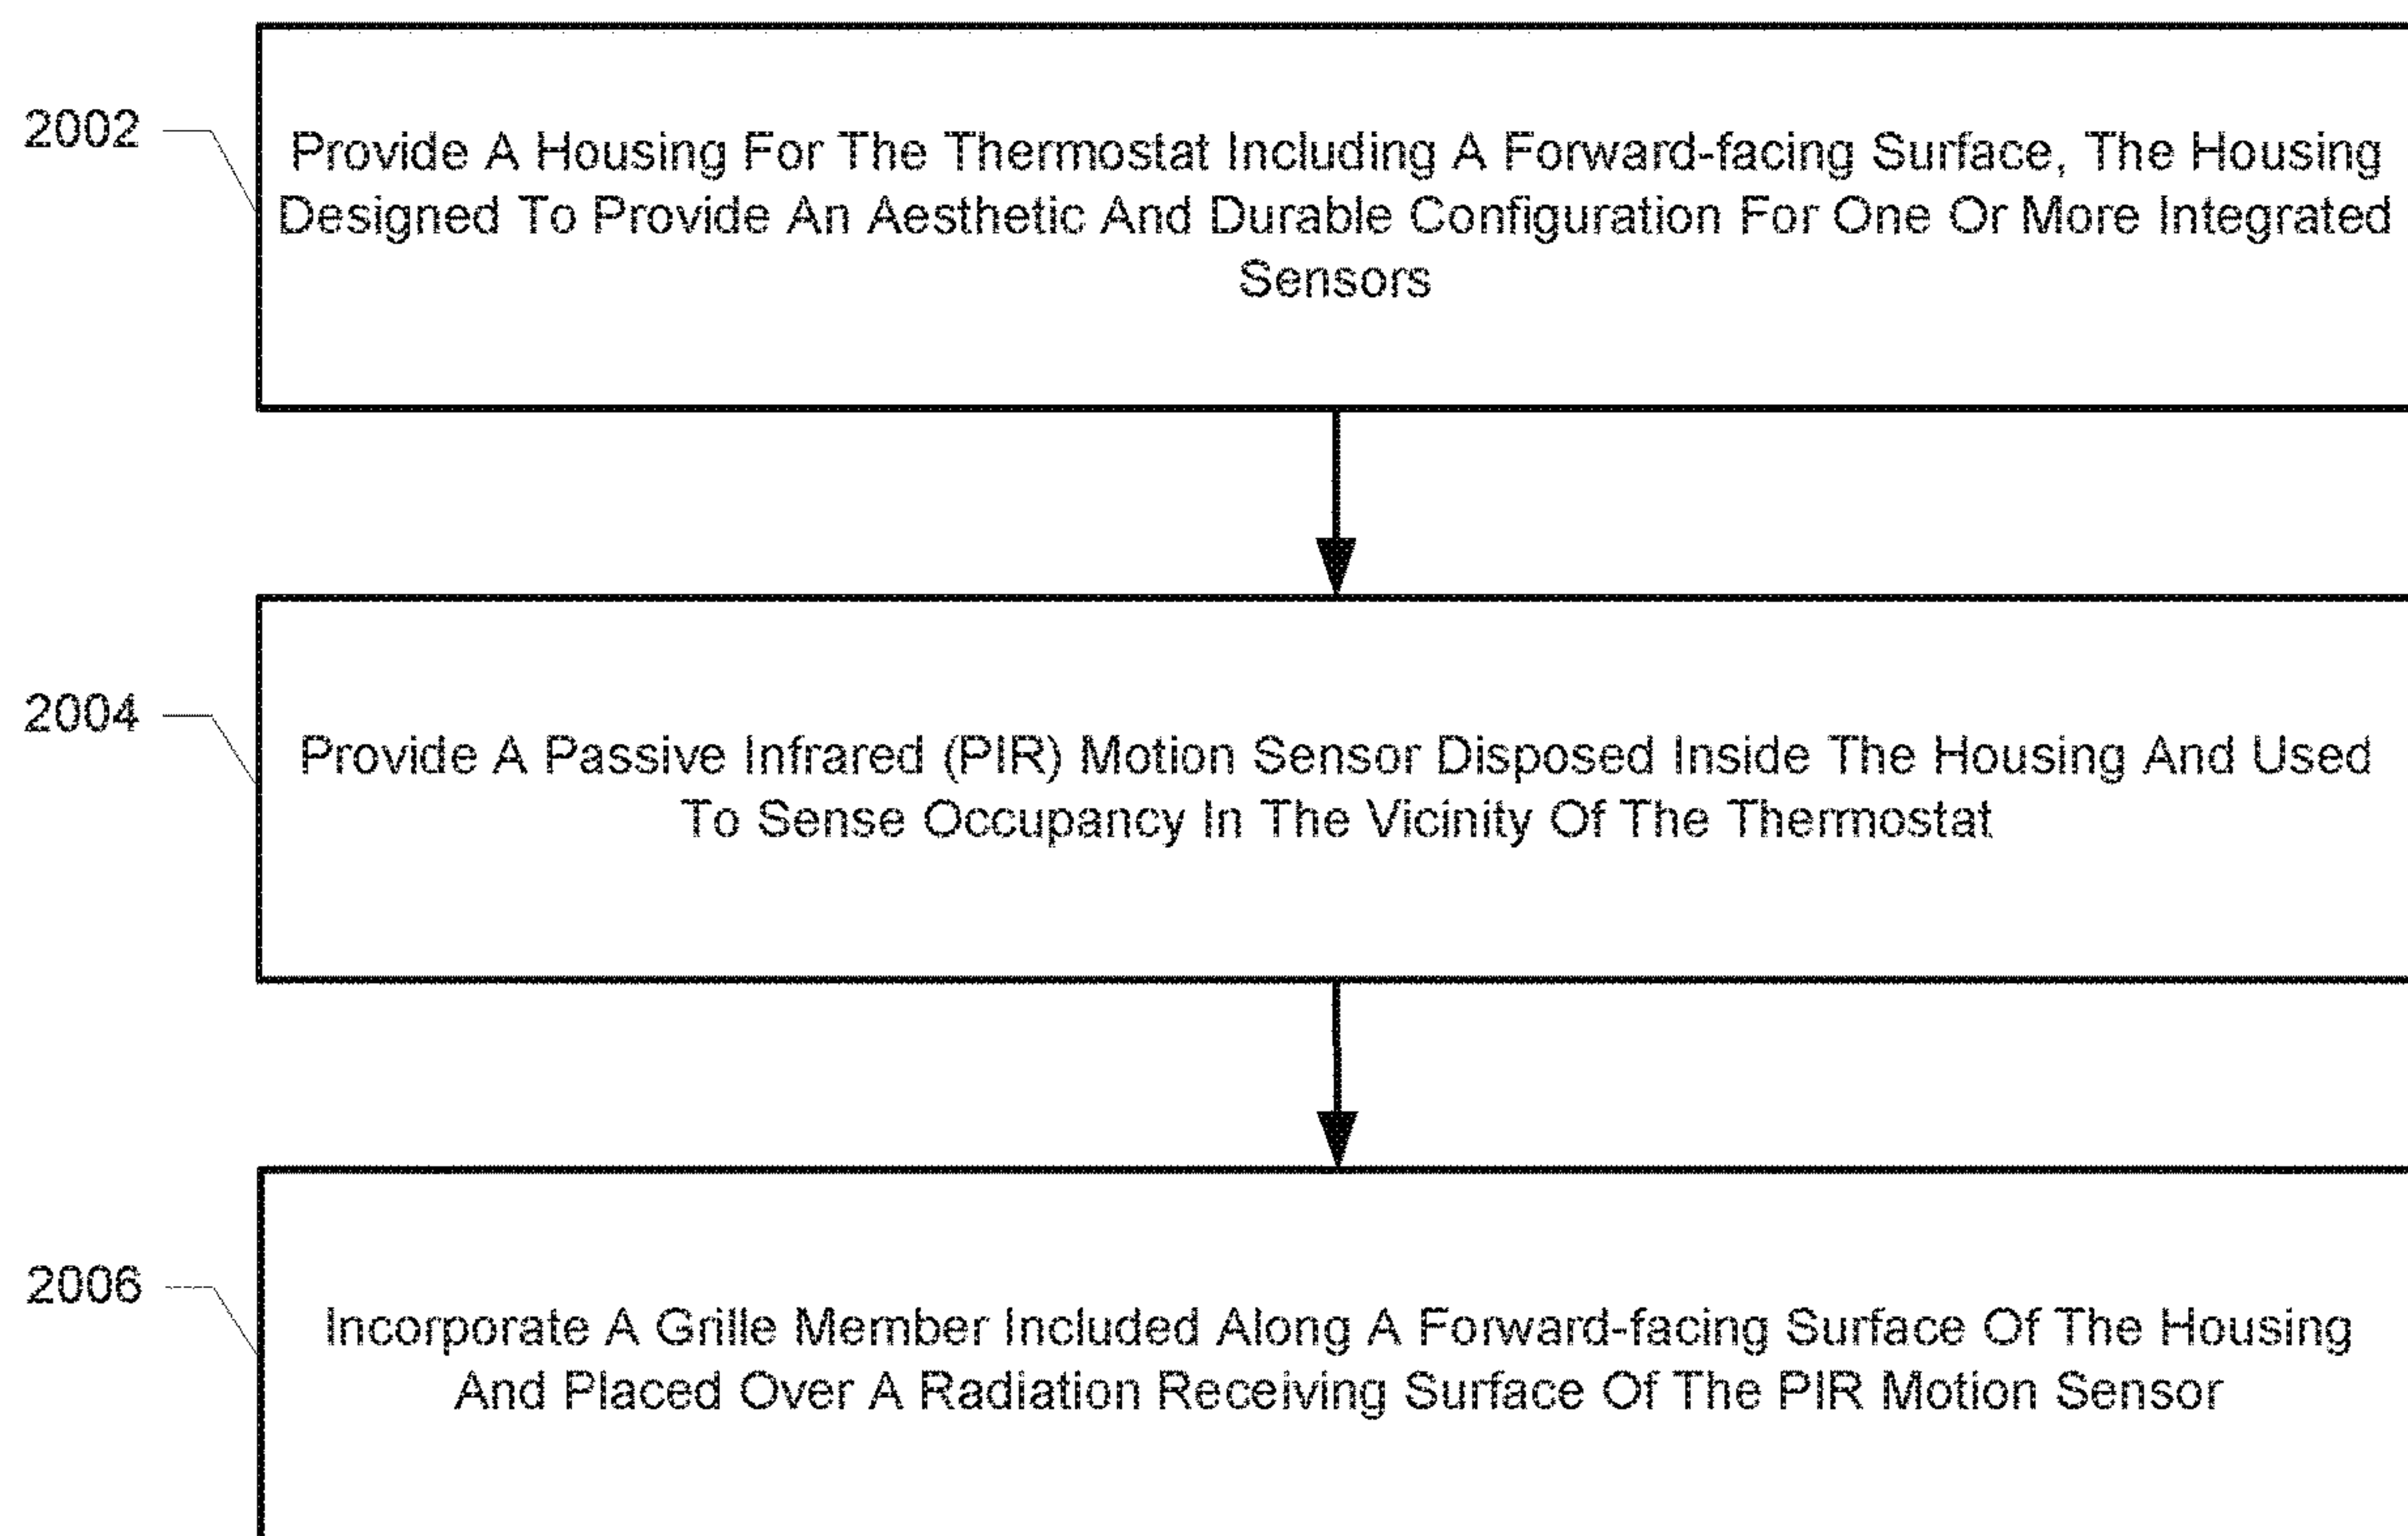 2002
Provide A Housing For The Thermostat Including A Forward-facing Surface, The Housing
Designed To Provide An Aesthetic And Durable Configuration For One Or More Integrated
Sensors
2004
Provide A Passive Infrared (PIR) Motion Sensor Disposed Inside The Housing And Used
To Sense Occupancy In The Vicinity Of The Thermostat
2006
Incorporate A Grille Member Included Along A Forward-facing Surface Of The Housing
And Placed Over A Radiation Receiving Surface Of The PIR Motion Sensor